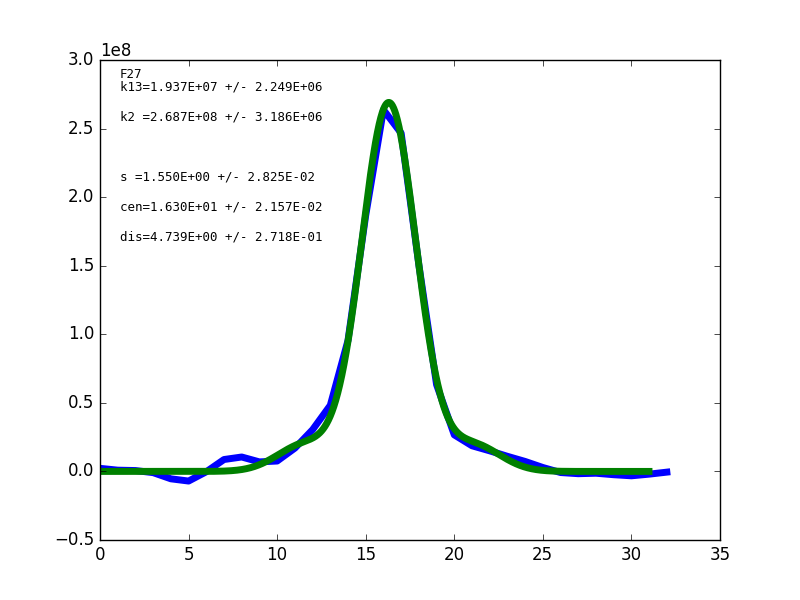 1e8
3.0
F27
k13=1.937E+07 +/- 2.249E+06
k2 =2.687E+08 +/- 3.186E+06
2.5
s =1.550E+00 +/- 2.825E-02
2.0
cen=1.630E+01 +/- 2.157E-02
dis=4.739E+00 +/- 2.718E-01
1.5
1.0
0.5
0.0
−0.5
0 5 10 15 20 25 30 35